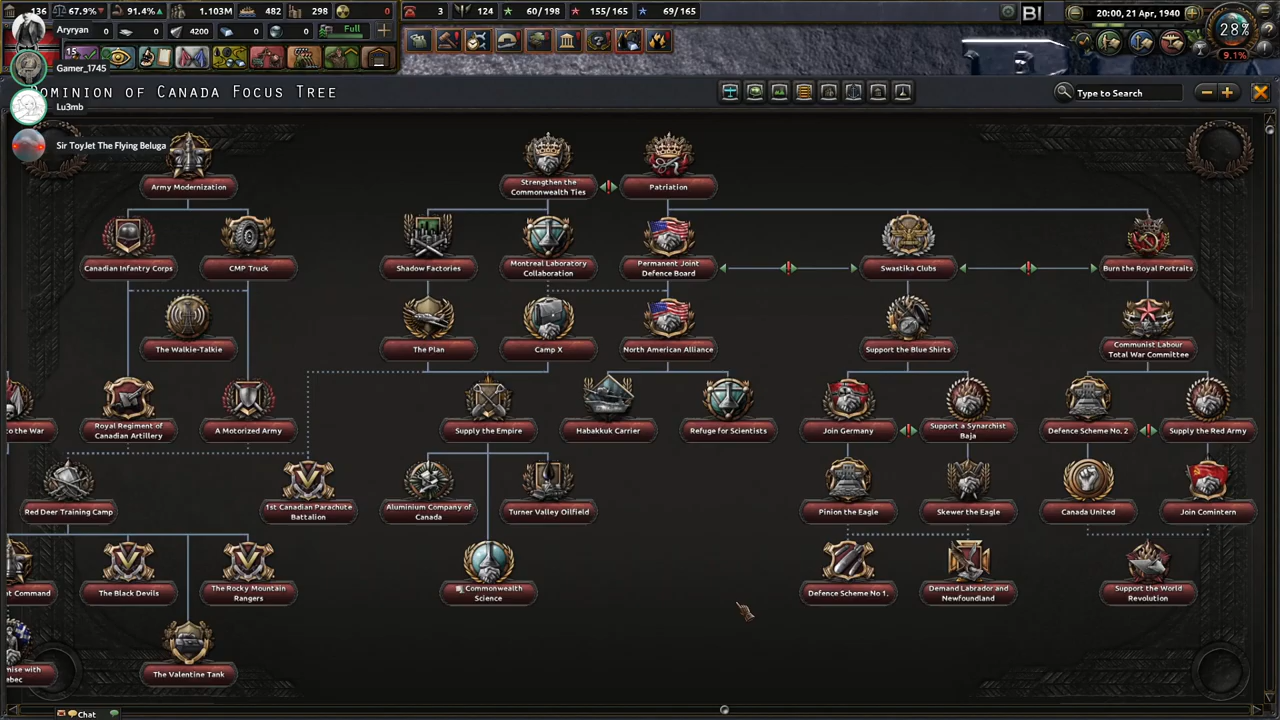 136 67.9% 91.4% 1.103M 482 298 0 3 124 60/198 155/165 69/165 20:00, 21 Apr, 1940
Aryryan 0 0 4200 0 0 Full 28%
15 9.1%
Gamer_1745
Dominion of Canada Focus Tree Type to Search
Lu3mb
Sir ToyJet The Flying Beluga
Army Modernization
Strengthen the
Commonwealth Ties
Patriation
Canadian Infantry Corps
CMP Truck
Shadow Factories
Montreal Laboratory
Collaboration
Permanent Joint
Defence Board
Swastika Clubs
Burn the Royal Portraits
The Walkie-Talkie
The Plan
Camp X
North American Alliance
Support the Blue Shirts
Communist Labour
Total War Committee
to the War
Royal Regiment of
Canadian Artillery
A Motorized Army
Supply the Empire
Habakkuk Carrier
Refuge for Scientists
Join Germany
Support a Synarchist
Baja
Defence Scheme No. 2
Supply the Red Army
Red Deer Training Camp
1st Canadian Parachute
Battalion
Aluminium Company of
Canada
Turner Valley Oilfield
Pinion the Eagle
Skewer the Eagle
Canada United
Join Comintern
Command
The Black Devils
The Rocky Mountain
Rangers
Commonwealth
Science
Defence Scheme No 1.
Demand Labrador and
Newfoundland
Support the World
Revolution
mise with
ebec
The Valentine Tank
Chat